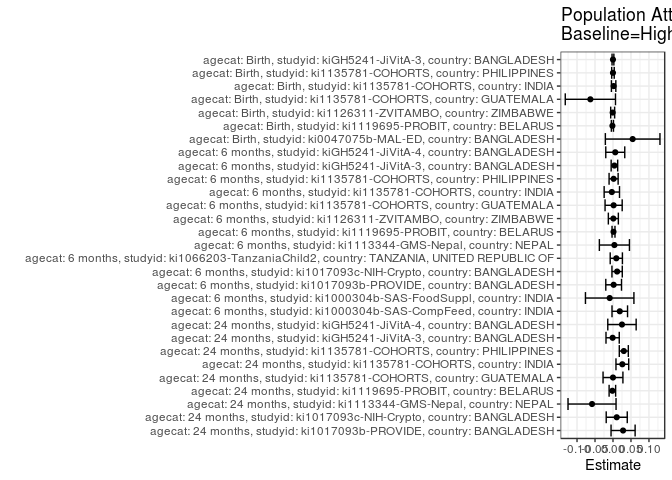 Population Att
Baseline=High
agecat: Birth, studyid: kiGH5241-JiVitA-3, country: BANGLADESH
agecat: Birth, studyid: ki1135781-COHORTS, country: PHILIPPINES
agecat: Birth, studyid: ki1135781-COHORTS, country: INDIA
agecat: Birth, studyid: ki1135781-COHORTS, country: GUATEMALA
agecat: Birth, studyid: ki1126311-ZVITAMBO, country: ZIMBABWE
agecat: Birth, studyid: ki1119695-PROBIT, country: BELARUS
agecat: Birth, studyid: ki0047075b-MAL-ED, country: BANGLADESH
agecat: 6 months, studyid: kiGH5241-JiVitA-4, country: BANGLADESH
agecat: 6 months, studyid: kiGH5241-JiVitA-3, country: BANGLADESH
agecat: 6 months, studyid: ki1135781-COHORTS, country: PHILIPPINES
agecat: 6 months, studyid: ki1135781-COHORTS, country: INDIA
agecat: 6 months, studyid: ki1135781-COHORTS, country: GUATEMALA
agecat: 6 months, studyid: ki1126311-ZVITAMBO, country: ZIMBABWE
agecat: 6 months, studyid: ki1119695-PROBIT, country: BELARUS
agecat: 6 months, studyid: ki1113344-GMS-Nepal, country: NEPAL
agecat: 6 months, studyid: ki1066203-TanzaniaChild2, country: TANZANIA, UNITED REPUBLIC OF
agecat: 6 months, studyid: ki1017093c-NIH-Crypto, country: BANGLADESH
agecat: 6 months, studyid: ki1017093b-PROVIDE, country: BANGLADESH
agecat: 6 months, studyid: ki1000304b-SAS-FoodSuppl, country: INDIA
agecat: 6 months, studyid: ki1000304b-SAS-CompFeed, country: INDIA
agecat: 24 months, studyid: kiGH5241-JiVitA-4, country: BANGLADESH
agecat: 24 months, studyid: kiGH5241-JiVitA-3, country: BANGLADESH
agecat: 24 months, studyid: ki1135781-COHORTS, country: PHILIPPINES
agecat: 24 months, studyid: ki1135781-COHORTS, country: INDIA
agecat: 24 months, studyid: ki1135781-COHORTS, country: GUATEMALA
agecat: 24 months, studyid: ki1119695-PROBIT, country: BELARUS
agecat: 24 months, studyid: ki1113344-GMS-Nepal, country: NEPAL
agecat: 24 months, studyid: ki1017093c-NIH-Crypto, country: BANGLADESH
agecat: 24 months, studyid: ki1017093b-PROVIDE, country: BANGLADESH
-0.10 -0.05 0.00 0.05 0.10
Estimate